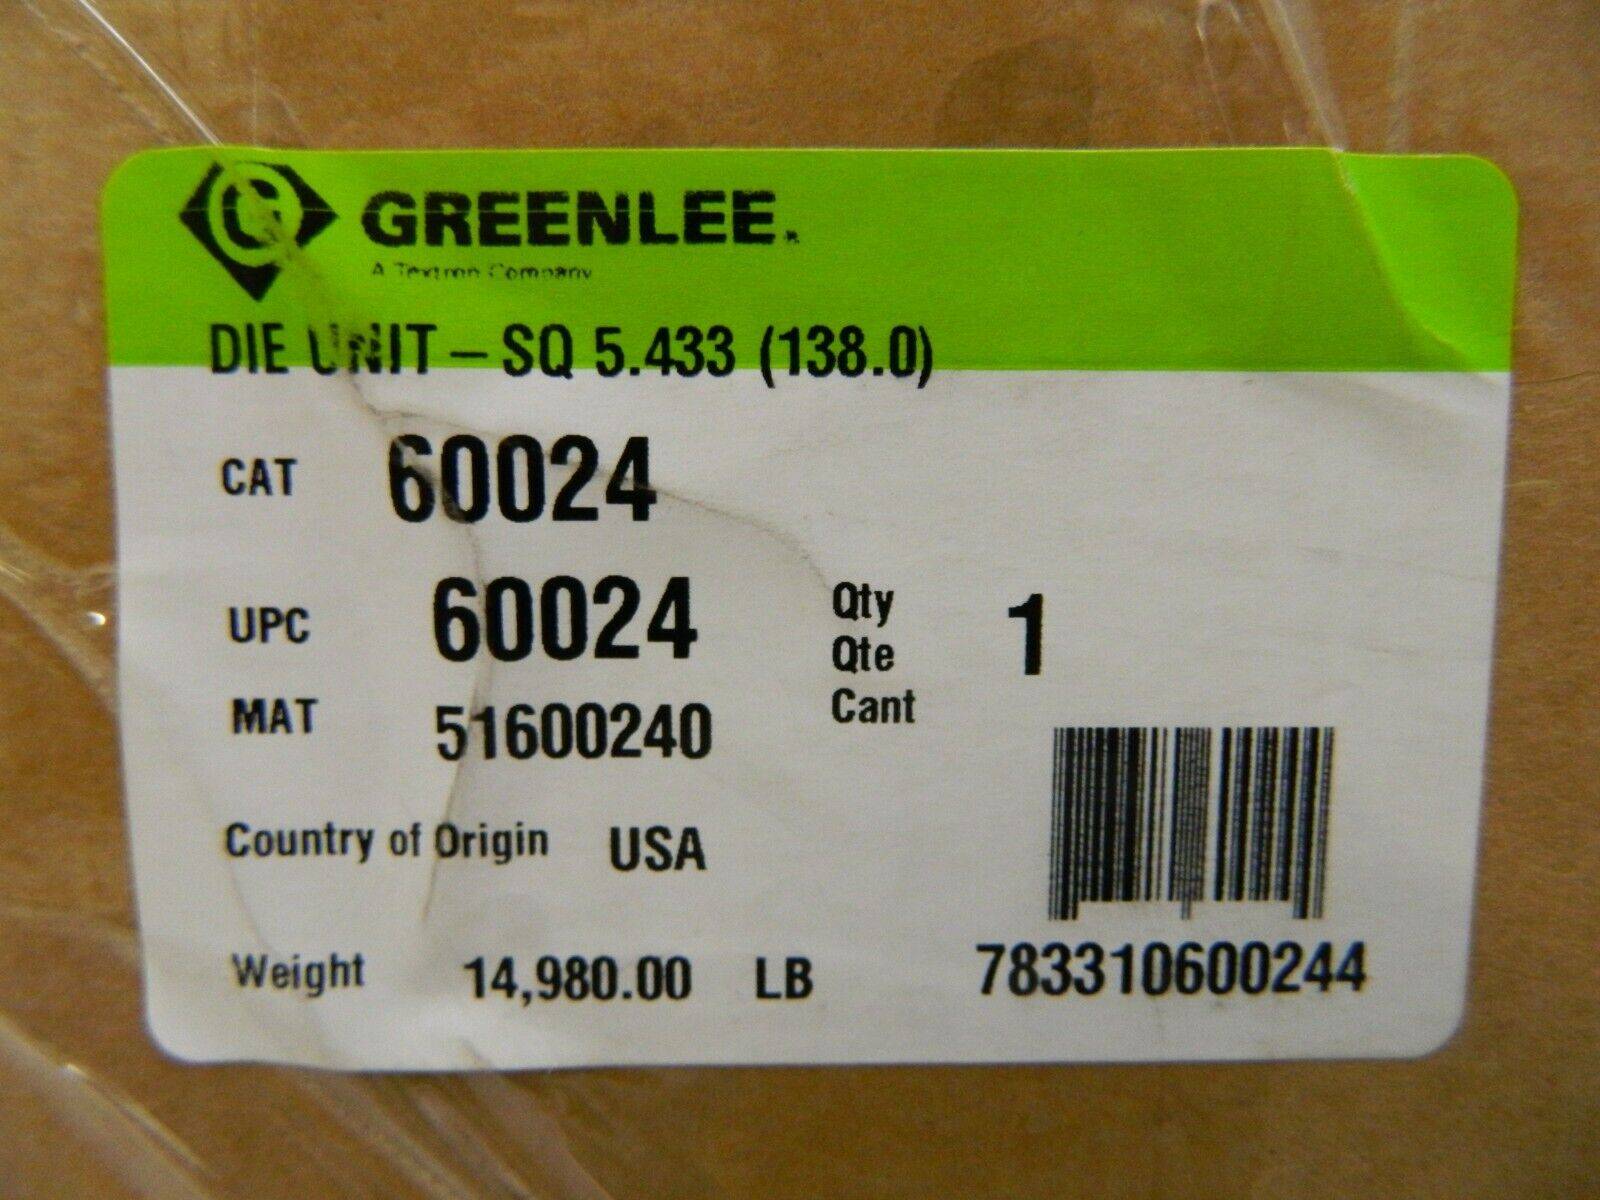 GREENLEE.
A Textron Company
DIE UNIT – SQ 5.433 (138.0)
CAT 60024
UPC 60024
Qty 1
Qte
Cant
MAT 51600240
Country of Origin USA
Weight 14,980.00 LB
783310600244